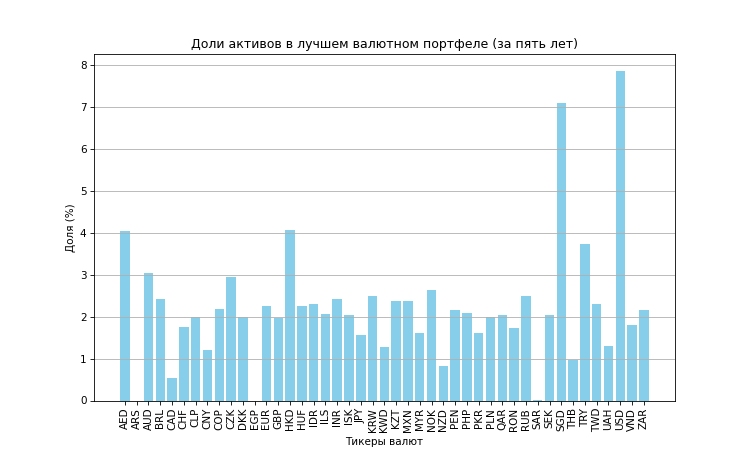 Доли активов в лучшем валютном портфеле (за пять лет)
8
7
6
5
4
3
2
1
0
Доля (%)
AED
ARS
AUD
BRL
CAD
CHF
CLP
CNY
COP
CZK
DKK
EGP
EUR
GBP
HKD
HUF
IDR
ILS
INR
ISK
JPY
KRW
KWD
KZT
MXN
MYR
NOK
NZD
PEN
PHP
PKR
PLN
QAR
RON
RUB
SAR
SEK
SGD
THB
TRY
TWD
UAH
USD
VND
ZAR
Тикеры валют